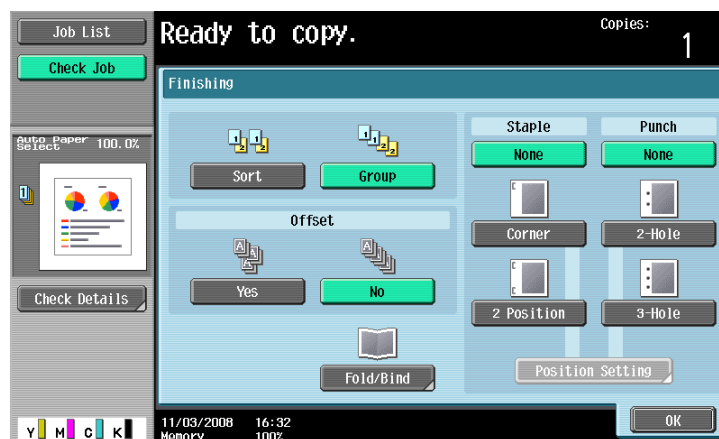 Job List
Ready to copy.
Copies:
1
Check Job
Finishing
Auto Paper
Select
100.0%
Sort
Group
Offset
Yes
No
Fold/Bind
Staple
Punch
None
None
Corner
2-Hole
2 Position
3-Hole
Position Setting
Check Details
Y M C K
11/03/2008 16:32
Memory 100%
OK